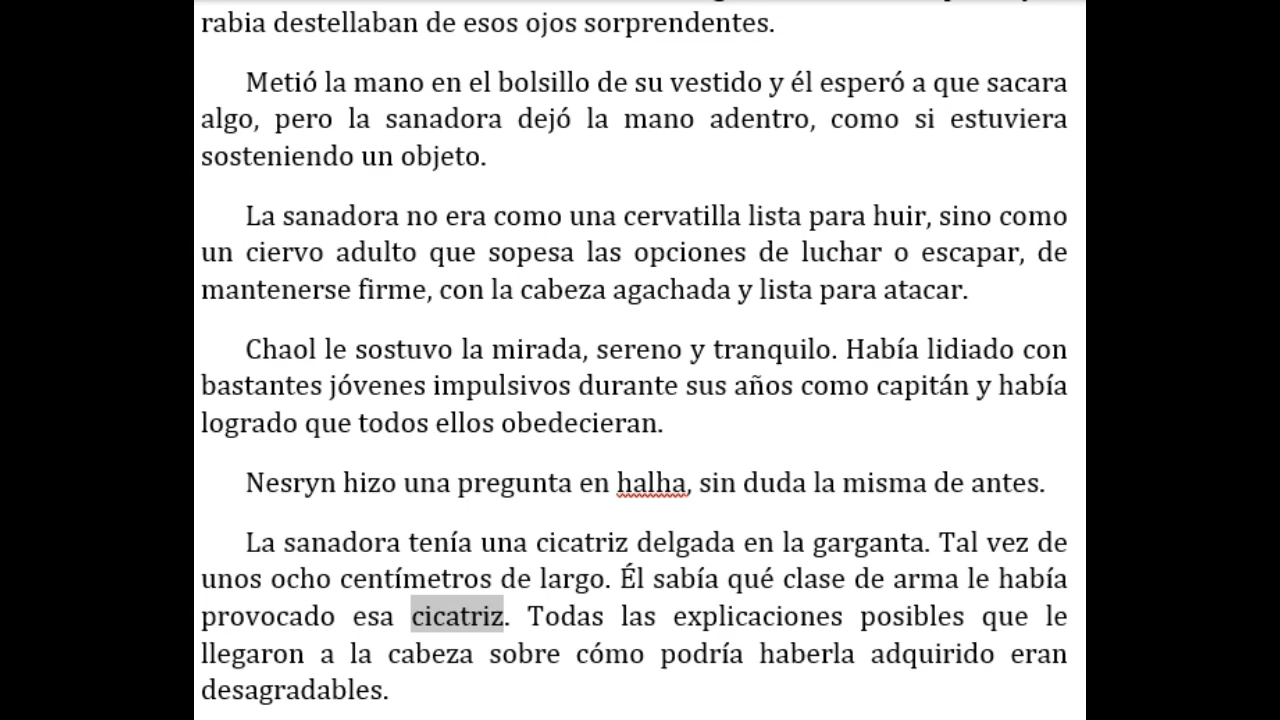 rabia destellaban de esos ojos sorprendentes.
Metió la mano en el bolsillo de su vestido y él esperó a que sacara
algo, pero la sanadora dejó la mano adentro, como si estuviera
sosteniendo un objeto.
La sanadora no era como una cervatilla lista para huir, sino como
un ciervo adulto que sopesa las opciones de luchar o escapar, de
mantenerse firme, con la cabeza agachada y lista para atacar.
Chaol le sostuvo la mirada, sereno y tranquilo. Había lidiado con
bastantes jóvenes impulsivos durante sus años como capitán y había
logrado que todos ellos obedecieran.
Nesryn hizo una pregunta en halha, sin duda la misma de antes.
La sanadora tenía una cicatriz delgada en la garganta. Tal vez de
unos ocho centímetros de largo. Él sabía qué clase de arma le había
provocado esa cicatriz. Todas las explicaciones posibles que le
llegaron a la cabeza sobre cómo podría haberla adquirido eran
desagradables.